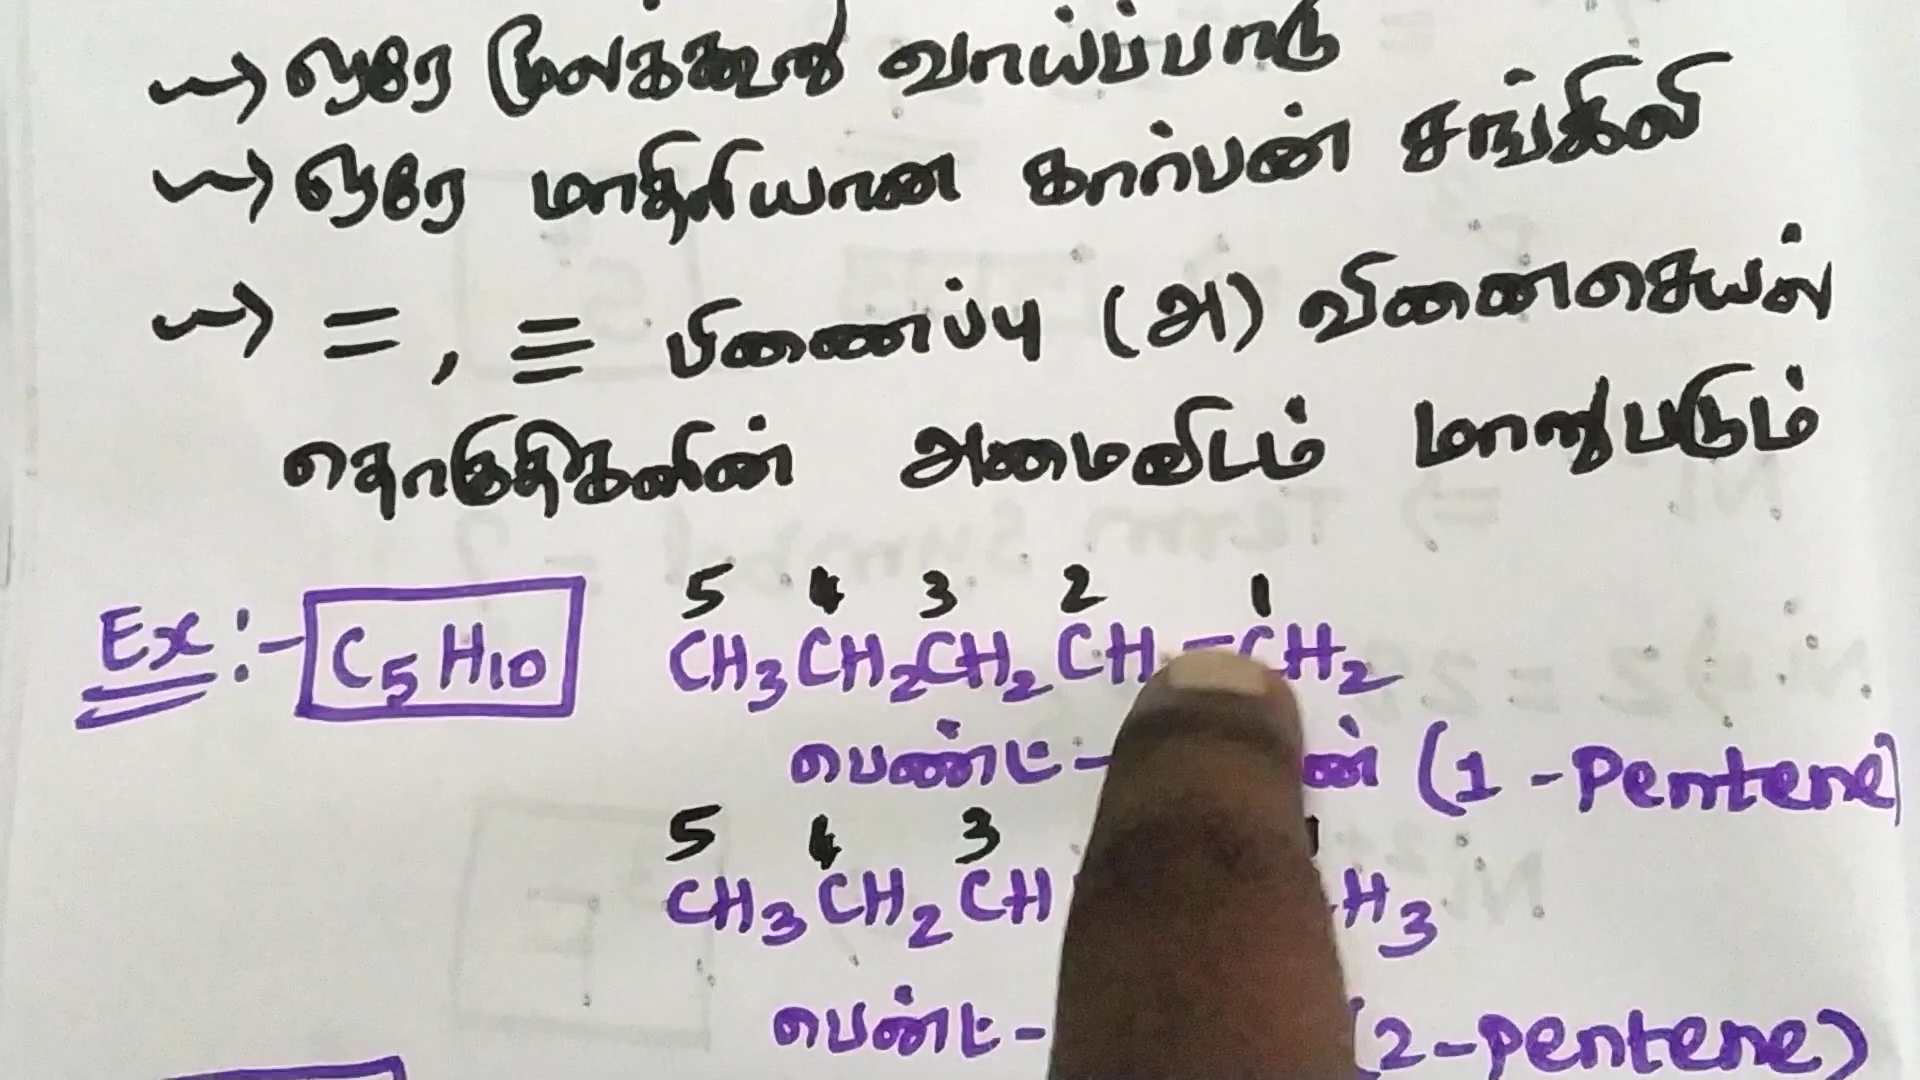 → ஒரே மூலக்கூறு வாய்ப்பாடு
→ ஒரே மாதிரியான கார்பன் சங்கிலி
→ =, ≡ பிணைப்பு (அ) வினைசெயல்
தொகுதிகளின் அமைவிடம் மாறுபடும்
5 4 3 2 1
Ex:- C₅H₁₀ CH₃CH₂CH₂CH=CH₂
பெண்ட்- ன் (1-Pentene)
5 4 3
CH₃CH₂CH H₃
பெண்ட்- (2-pentene)